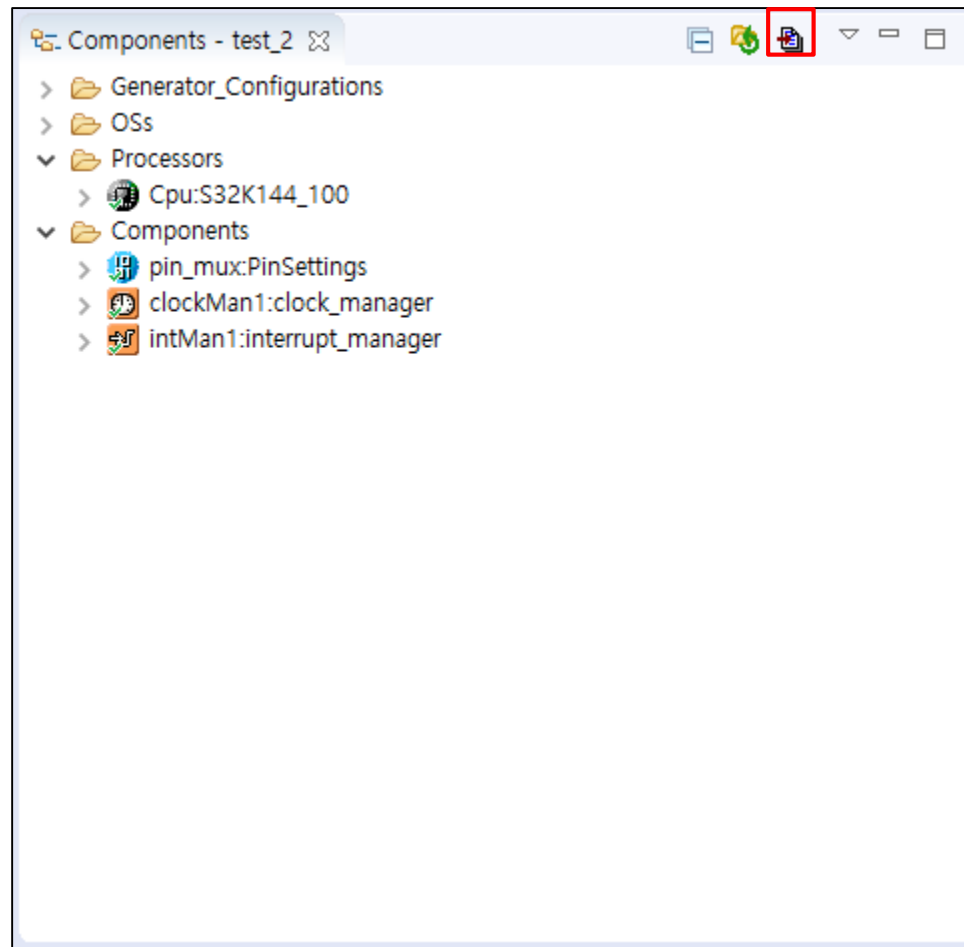 Components - test_2
Generator_Configurations
OSs
Processors
Cpu:S32K144_100
Components
pin_mux:PinSettings
clockMan1:clock_manager
intMan1:interrupt_manager